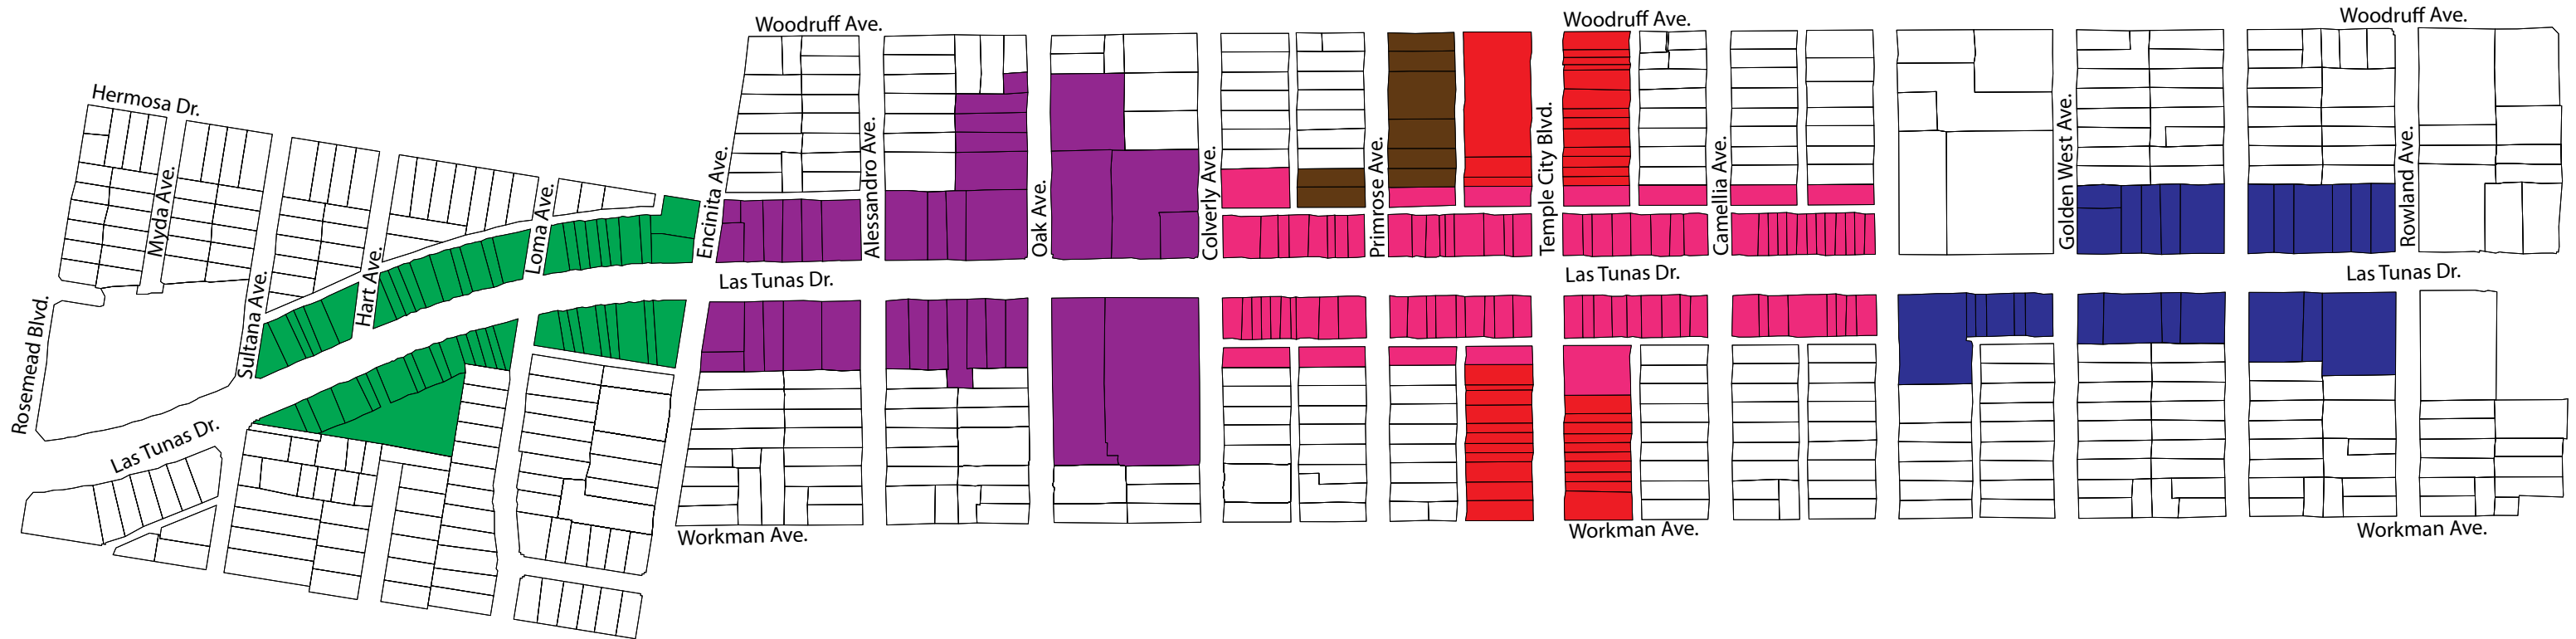 Woodruff Ave.
Woodruff Ave.
Woodruff Ave.
Hermosa Dr.
Myda Ave.
Rosemead Blvd.
Sultana Ave.
Hart Ave.
Loma Ave.
Encinita Ave.
Alessandro Ave.
Oak Ave.
Colverly Ave.
Primrose Ave.
Temple City Blvd.
Camellia Ave.
Golden West Ave.
Rowland Ave.
Las Tunas Dr.
Las Tunas Dr.
Las Tunas Dr.
Las Tunas Dr.
Workman Ave.
Workman Ave.
Workman Ave.